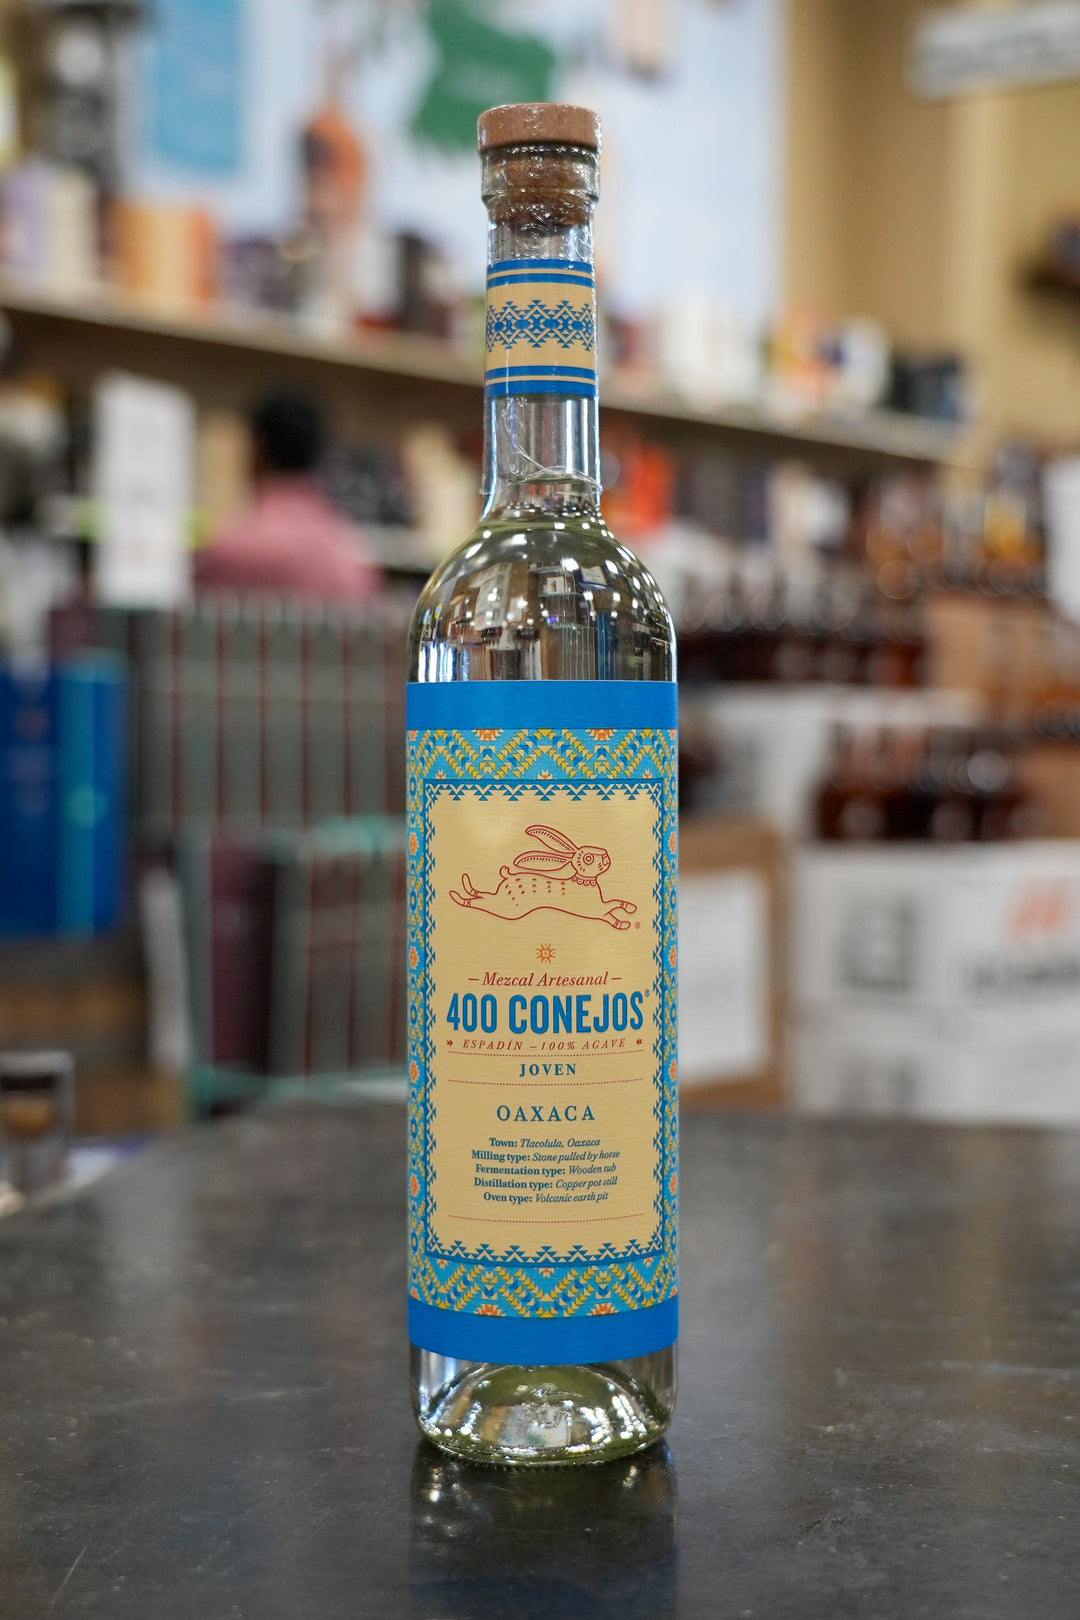 —Mezcal Artesanal—
400 CONEJOS®
ESPADÍN –100% AGAVE
JOVEN
OAXACA
Town: Tlacolula, Oaxaca
Milling type: Stone pulled by horse
Fermentation type: Wooden tub
Distillation type: Copper pot still
Oven type: Volcanic earth pit